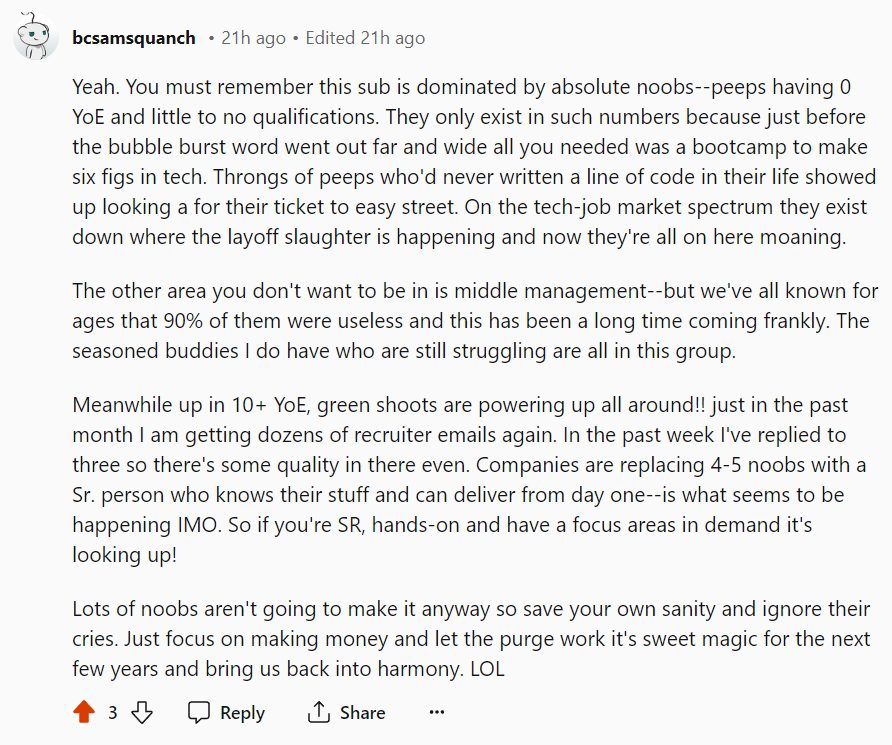 bcsamsquanch • 21h ago • Edited 21h ago
Yeah. You must remember this sub is dominated by absolute noobs--peeps having 0
YoE and little to no qualifications. They only exist in such numbers because just before
the bubble burst word went out far and wide all you needed was a bootcamp to make
six figs in tech. Throngs of peeps who'd never written a line of code in their life showed
up looking a for their ticket to easy street. On the tech-job market spectrum they exist
down where the layoff slaughter is happening and now they're all on here moaning.
The other area you don't want to be in is middle management--but we've all known for
ages that 90% of them were useless and this has been a long time coming frankly. The
seasoned buddies I do have who are still struggling are all in this group.
Meanwhile up in 10+ YoE, green shoots are powering up all around!! just in the past
month I am getting dozens of recruiter emails again. In the past week I've replied to
three so there's some quality in there even. Companies are replacing 4-5 noobs with a
Sr. person who knows their stuff and can deliver from day one--is what seems to be
happening IMO. So if you're SR, hands-on and have a focus areas in demand it's
looking up!
Lots of noobs aren't going to make it anyway so save your own sanity and ignore their
cries. Just focus on making money and let the purge work it's sweet magic for the next
few years and bring us back into harmony. LOL
3 Reply Share ···